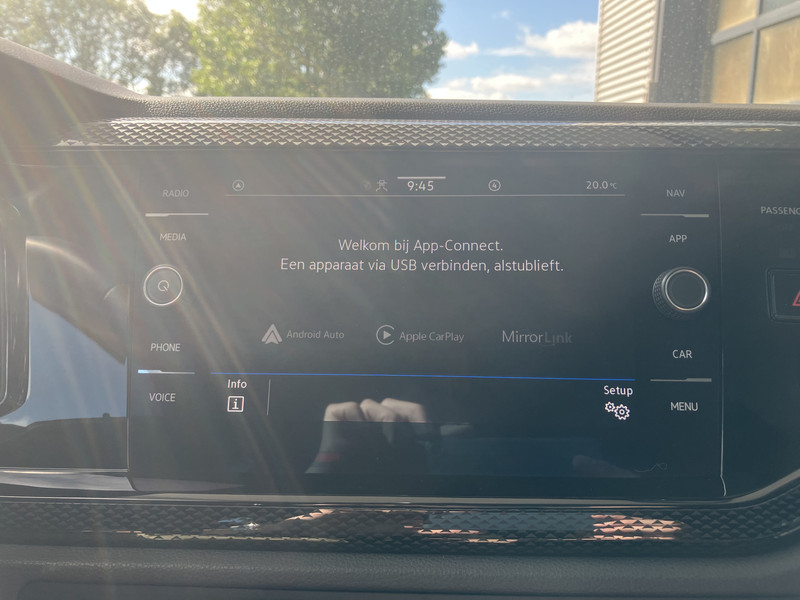 RADIO
MEDIA
PHONE
VOICE
A
9:45
4
20.0°C
Welkom bij App-Connect.
Een apparaat via USB verbinden, alstublieft.
Android Auto
Apple CarPlay
MirrorLink
Info
i
Setup
NAV
APP
CAR
MENU
PASSENG